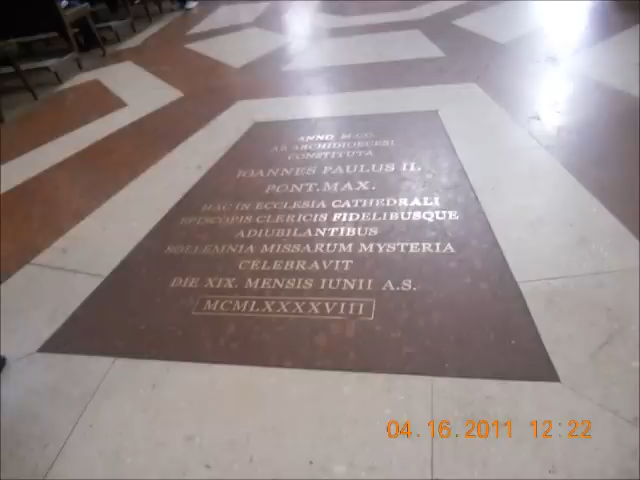 ANNO M·CC·
AB ARCHIDIOECESI
CONSTITUTA
IOANNES PAULUS II.
PONT. MAX.
HAC IN ECCLESIA CATHEDRALI
EPISCOPIS CLERICIS FIDELIBUSQUE
ADIUBILANTIBUS
SOLLEMNIA MISSARUM MYSTERIA
CELEBRAVIT
DIE XIX. MENSIS IUNII A.S.
MCMLXXXXVIII
04.16.2011 12:22